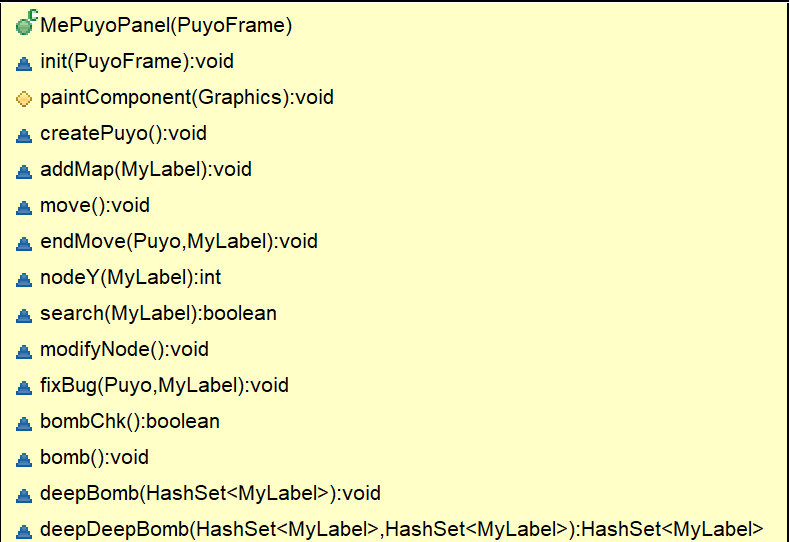 C
MePuyoPanel(PuyoFrame)
init(PuyoFrame):void
paintComponent(Graphics):void
createPuyo():void
addMap(MyLabel):void
move():void
endMove(Puyo,MyLabel):void
nodeY(MyLabel):int
search(MyLabel):boolean
modifyNode():void
fixBug(Puyo,MyLabel):void
bombChk():boolean
bomb():void
deepBomb(HashSet<MyLabel>):void
deepDeepBomb(HashSet<MyLabel>,HashSet<MyLabel>):HashSet<MyLabel>